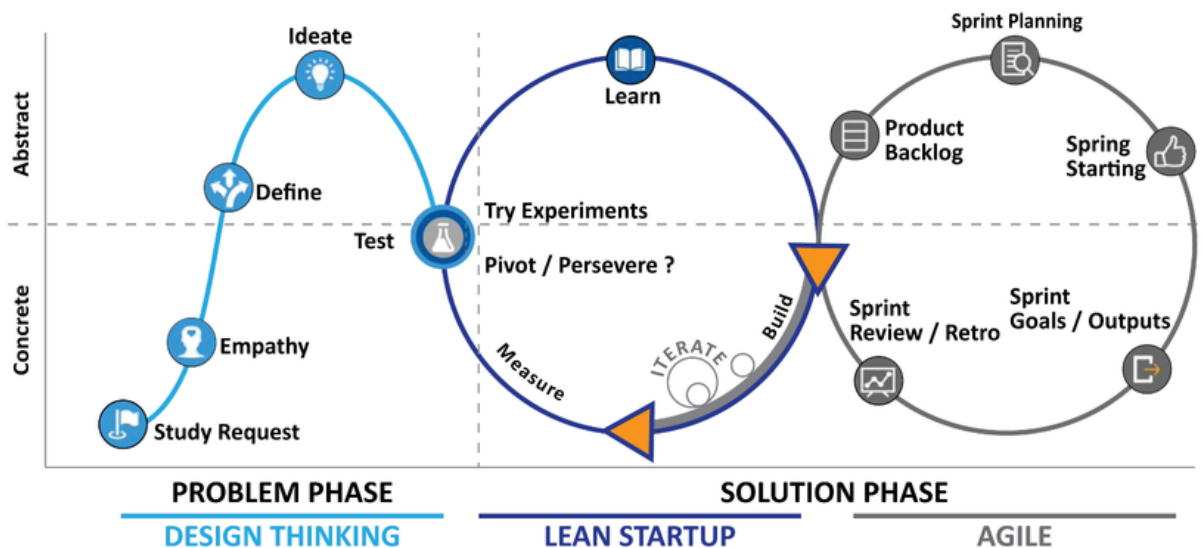 Ideate
Sprint Planning
Learn
Product
Backlog
Spring
Starting
Abstract
Define
Try Experiments
Test
Pivot / Persevere ?
Concrete
Empathy
Measure
ITERATE
Build
Sprint
Review / Retro
Sprint
Goals / Outputs
Study Request
PROBLEM PHASE
SOLUTION PHASE
DESIGN THINKING
LEAN STARTUP
AGILE